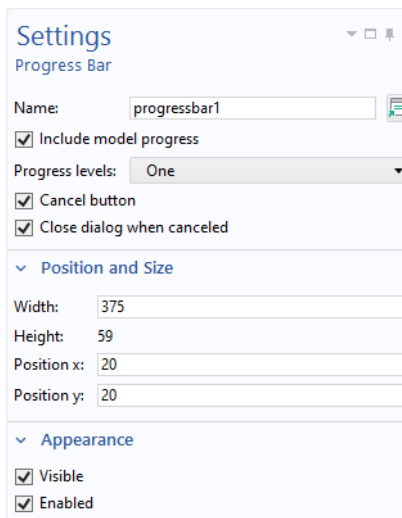 Settings
Progress Bar
Name: progressbar1
Include model progress
Progress levels: One
Cancel button
Close dialog when canceled
Position and Size
Width: 375
Height: 59
Position x: 20
Position y: 20
Appearance
Visible
Enabled